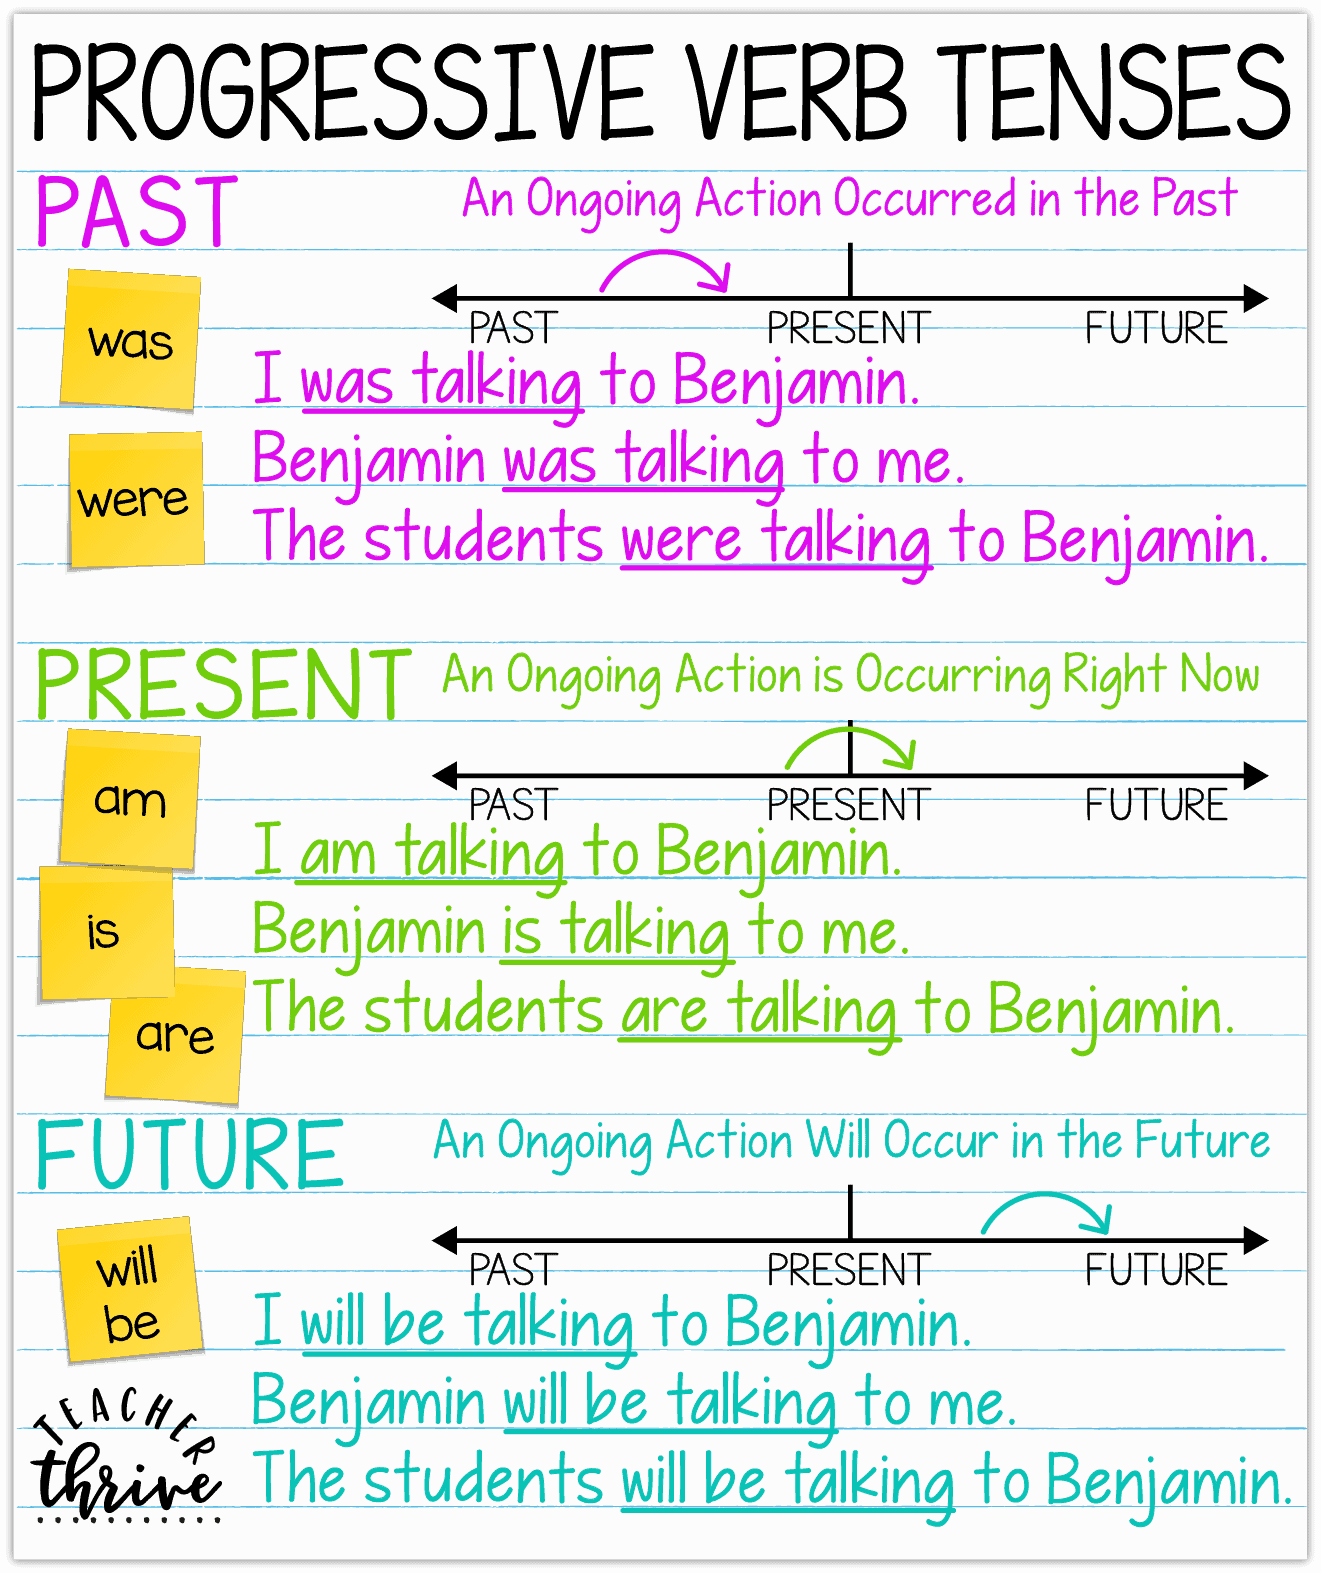 PROGRESSIVE VERB TENSES
PAST
An Ongoing Action Occurred in the Past
PAST PRESENT FUTURE
was
I was talking to Benjamin.
Benjamin was talking to me.
were
The students were talking to Benjamin.
PRESENT
An Ongoing Action is Occurring Right Now
PAST PRESENT FUTURE
am
I am talking to Benjamin.
is
Benjamin is talking to me.
are
The students are talking to Benjamin.
FUTURE
An Ongoing Action Will Occur in the Future
PAST PRESENT FUTURE
will
be
I will be talking to Benjamin.
Benjamin will be talking to me.
The students will be talking to Benjamin.
TEACHER
thrive